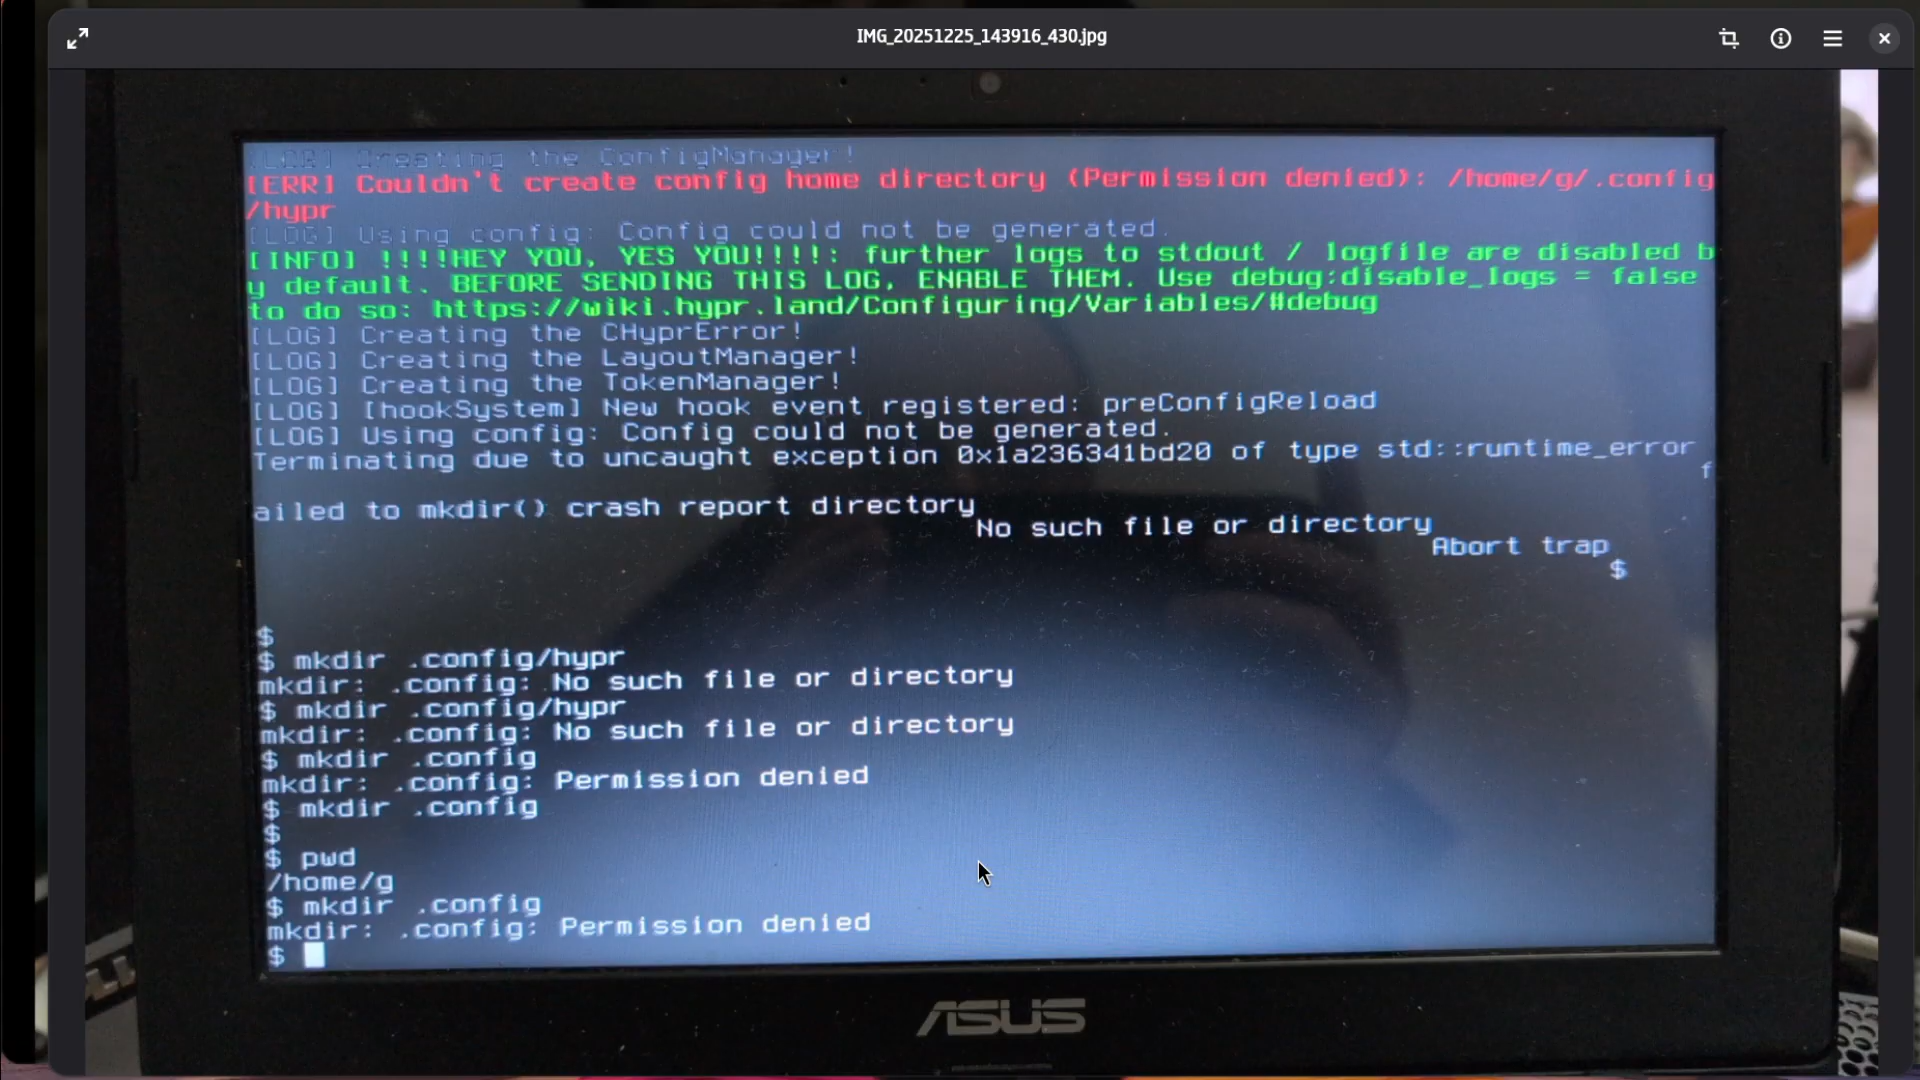 IMG_20251225_143916_430.jpg
[LOG] Creating the ConfigManager!
[ERR] Couldn't create config home directory (Permission denied): /home/g/.config
/hypr
[LOG] Using config: Config could not be generated.
[INFO] !!!!HEY YOU, YES YOU!!!!: further logs to stdout / logfile are disabled b
y default. BEFORE SENDING THIS LOG, ENABLE THEM. Use debug:disable_logs = false
to do so: https://wiki.hypr.land/Configuring/Variables/#debug
[LOG] Creating the CHyprError!
[LOG] Creating the LayoutManager!
[LOG] Creating the TokenManager!
[LOG] [hookSystem] New hook event registered: preConfigReload
[LOG] Using config: Config could not be generated.
Terminating due to uncaught exception 0x1a236341bd20 of type std::runtime_error
f
ailed to mkdir() crash report directory
No such file or directory
Abort trap
$
$
$ mkdir .config/hypr
mkdir: .config: No such file or directory
$ mkdir .config/hypr
mkdir: .config: No such file or directory
$ mkdir .config
mkdir: .config: Permission denied
$ mkdir .config
$
$ pwd
/home/g
$ mkdir .config
mkdir: .config: Permission denied
$
ASUS